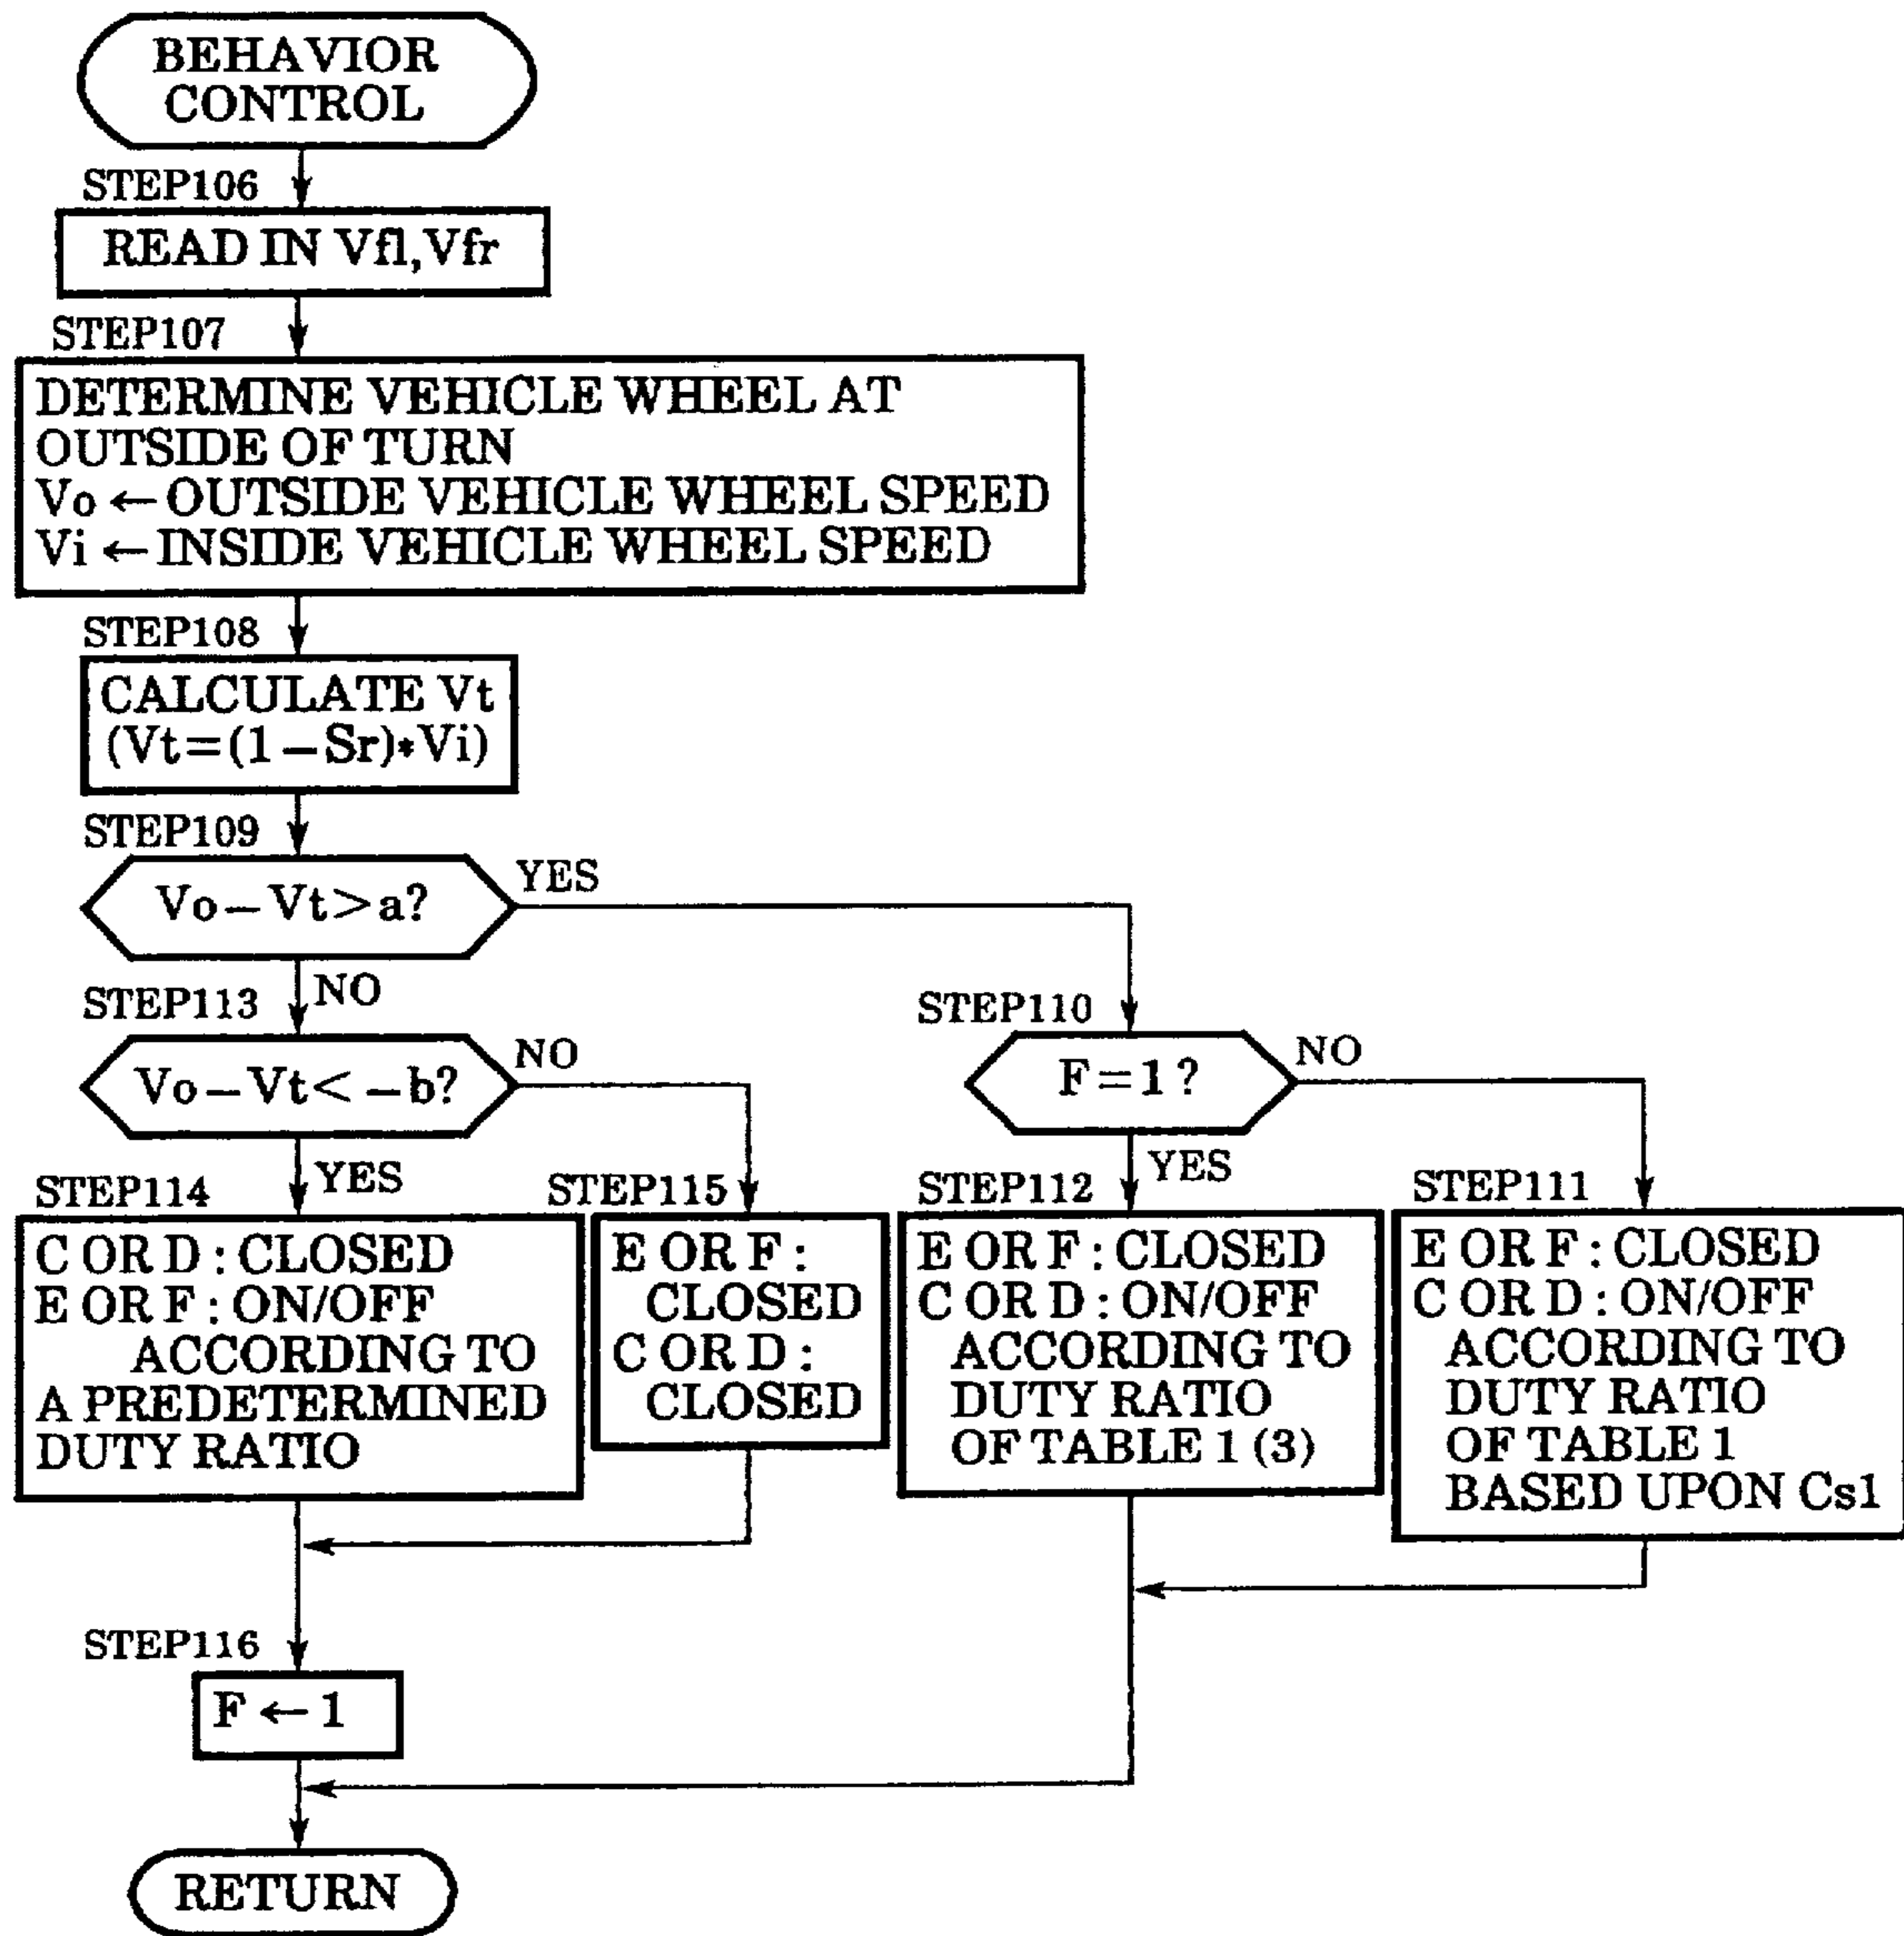 BEHAVIOR
CONTROL
STEP106
READ IN Vfl,Vfr
STEP107
DETERMINE VEHICLE WHEEL AT
OUTSIDE OF TURN
Vo ← OUTSIDE VEHICLE WHEEL SPEED
Vi ← INSIDE VEHICLE WHEEL SPEED
STEP108
CALCULATE Vt
(Vt=(1−Sr)*Vi)
STEP109
Vo−Vt>a?
YES
NO
STEP113
Vo−Vt<−b?
NO
STEP110
F=1?
NO
YES
STEP114
C OR D : CLOSED
E OR F : ON/OFF
ACCORDING TO
A PREDETERMINED
DUTY RATIO
STEP115
E OR F :
CLOSED
C OR D :
CLOSED
YES
STEP112
E OR F : CLOSED
C OR D : ON/OFF
ACCORDING TO
DUTY RATIO
OF TABLE 1 (3)
STEP111
E OR F : CLOSED
C OR D : ON/OFF
ACCORDING TO
DUTY RATIO
OF TABLE 1
BASED UPON Cs1
STEP116
F ← 1
RETURN